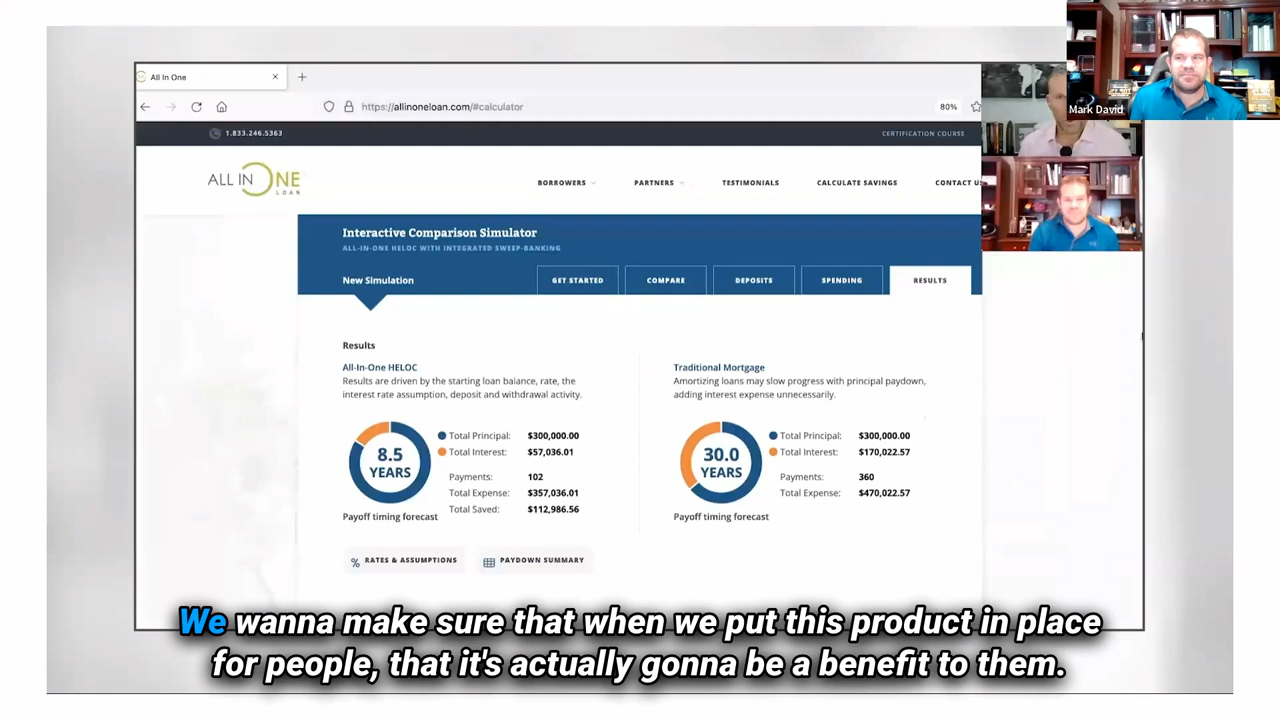 All In One
https://allinoneloan.com/#calculator
80%
Mark David
1.833.246.5363
CERTIFICATION COURSE
ALL IN ONE
LOAN
BORROWERS
PARTNERS
TESTIMONIALS
CALCULATE SAVINGS
CONTACT US
Interactive Comparison Simulator
ALL-IN-ONE HELOC WITH INTEGRATED SWEEP-BANKING
New Simulation
GET STARTED
COMPARE
DEPOSITS
SPENDING
RESULTS
Results
All-In-One HELOC
Results are driven by the starting loan balance, rate, the
interest rate assumption, deposit and withdrawal activity.
8.5
YEARS
Payoff timing forecast
Total Principal: $300,000.00
Total Interest: $57,036.01
Payments: 102
Total Expense: $357,036.01
Total Saved: $112,986.56
Traditional Mortgage
Amortizing loans may slow progress with principal paydown,
adding interest expense unnecessarily.
30.0
YEARS
Payoff timing forecast
Total Principal: $300,000.00
Total Interest: $170,022.57
Payments: 360
Total Expense: $470,022.57
% RATES & ASSUMPTIONS
PAYDOWN SUMMARY
We wanna make sure that when we put this product in place
for people, that it's actually gonna be a benefit to them.